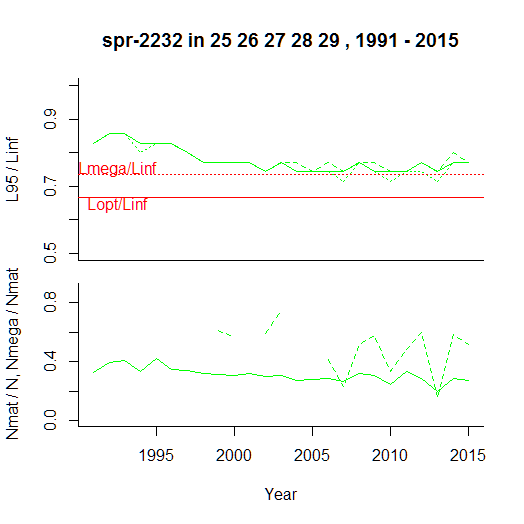 spr-2232 in 25 26 27 28 29 , 1991 - 2015
L95 / Linf
0.9
0.7
0.5
Lmega/Linf
Lopt/Linf
Nmat / N, Nmega / Nmat
0.8
0.4
0.0
1995 2000 2005 2010 2015
Year